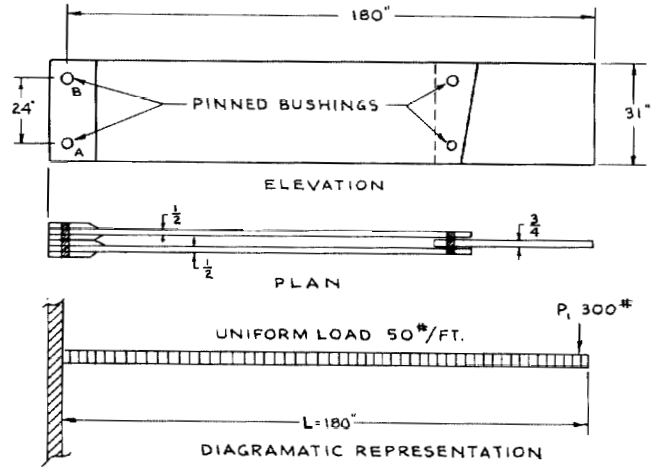 180"
B
24"
PINNED BUSHINGS
31"
A
ELEVATION
1/2
3/4
1/2
PLAN
P, 300#
UNIFORM LOAD 50#/FT.
L=180"
DIAGRAMATIC REPRESENTATION